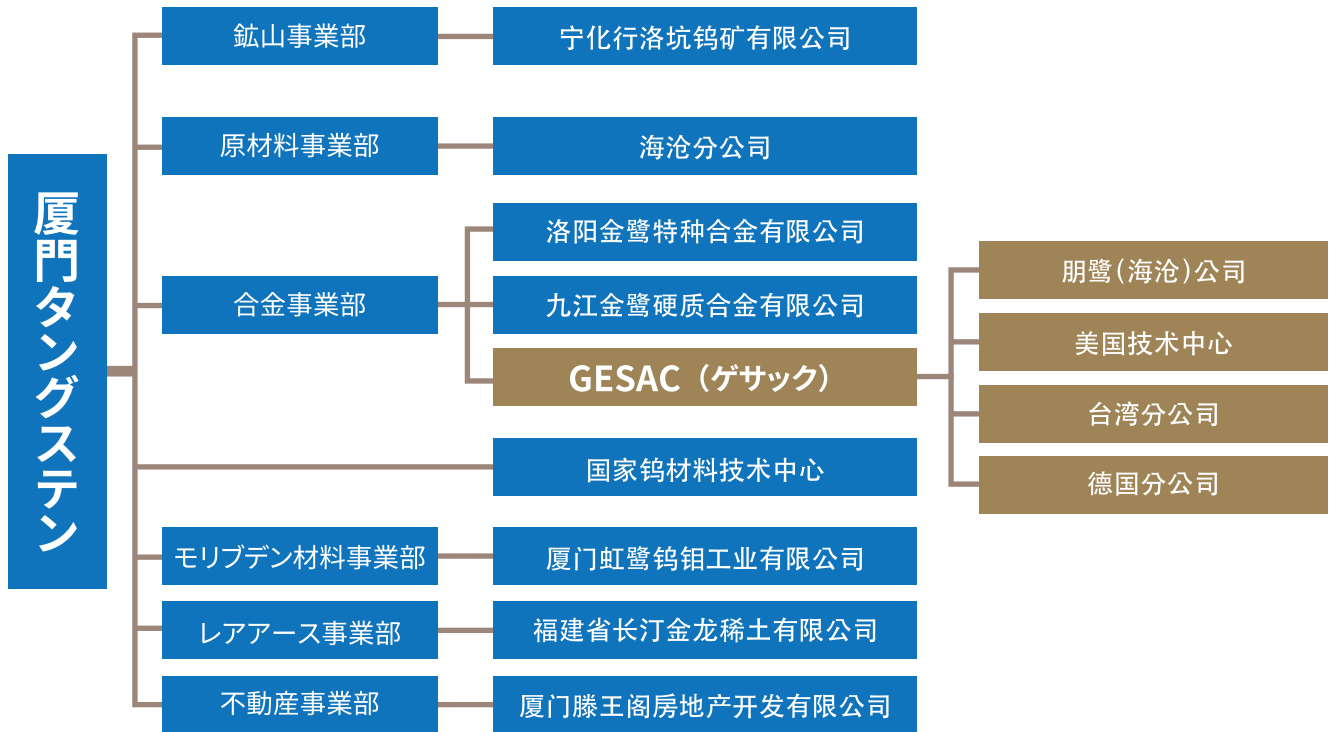 厦門タングステン
鉱山事業部
宁化行洛坑钨矿有限公司
原材料事業部
海沧分公司
合金事業部
洛阳金鹭特种合金有限公司
九江金鹭硬质合金有限公司
GESAC（ゲサック）
朋鹭(海沧)公司
美国技术中心
台湾分公司
德国分公司
国家钨材料技术中心
モリブデン材料事業部
厦门虹鹭钨钼工业有限公司
レアアース事業部
福建省长汀金龙稀土有限公司
不動産事業部
厦门滕王阁房地产开发有限公司